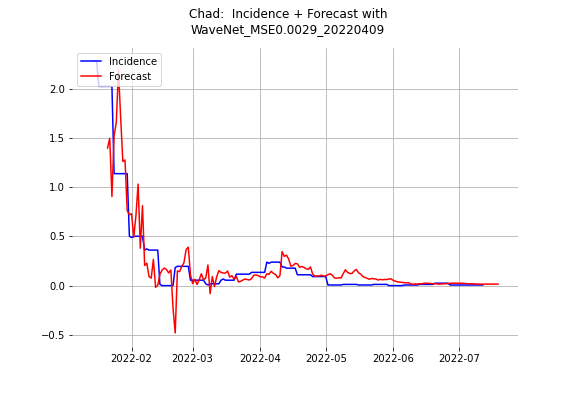 Chad:  Incidence + Forecast with
WaveNet_MSE0.0029_20220409
Incidence
Forecast
2.0
1.5
1.0
0.5
0.0
−0.5
2022-02 2022-03 2022-04 2022-05 2022-06 2022-07